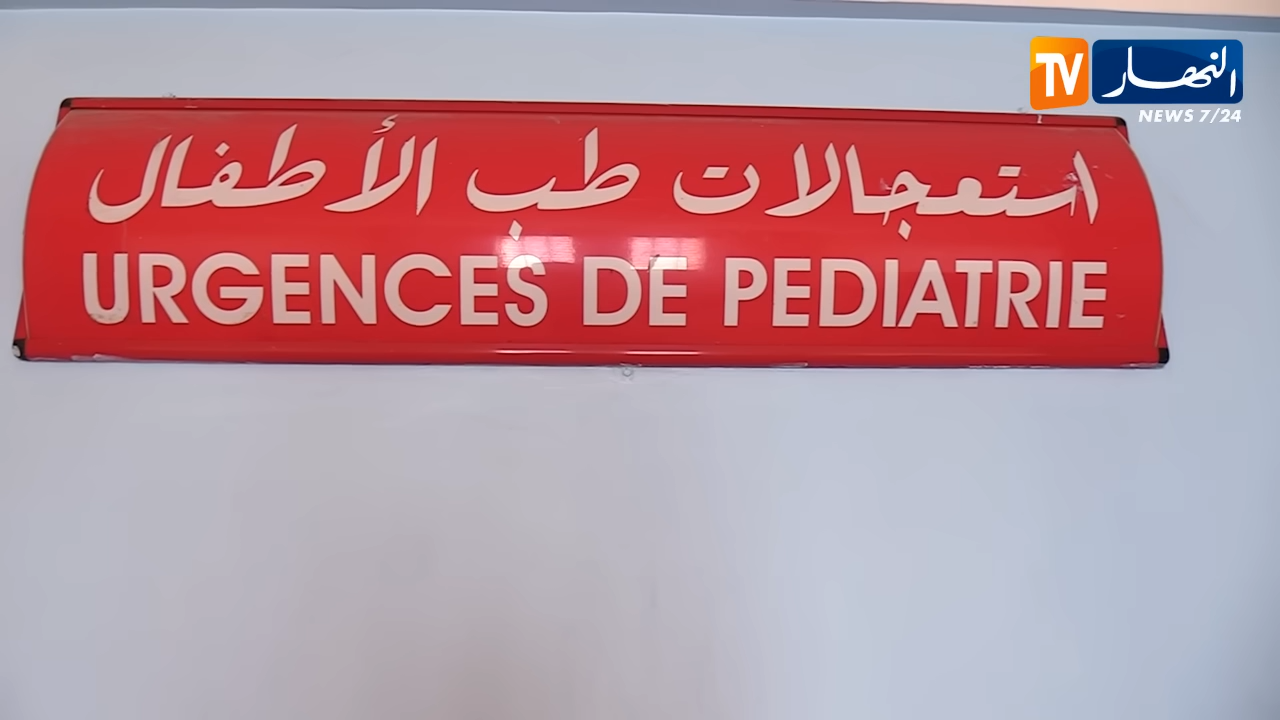 TV النهار
NEWS 7/24
استعجالات طب الأطفال
URGENCES DE PEDIATRIE